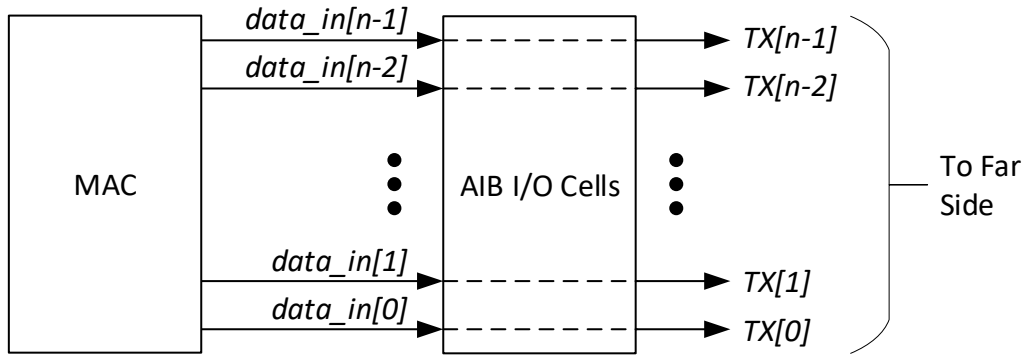 data_in[n-1]
TX[n-1]
data_in[n-2]
TX[n-2]
MAC
AIB I/O Cells
To Far
Side
data_in[1]
TX[1]
data_in[0]
TX[0]